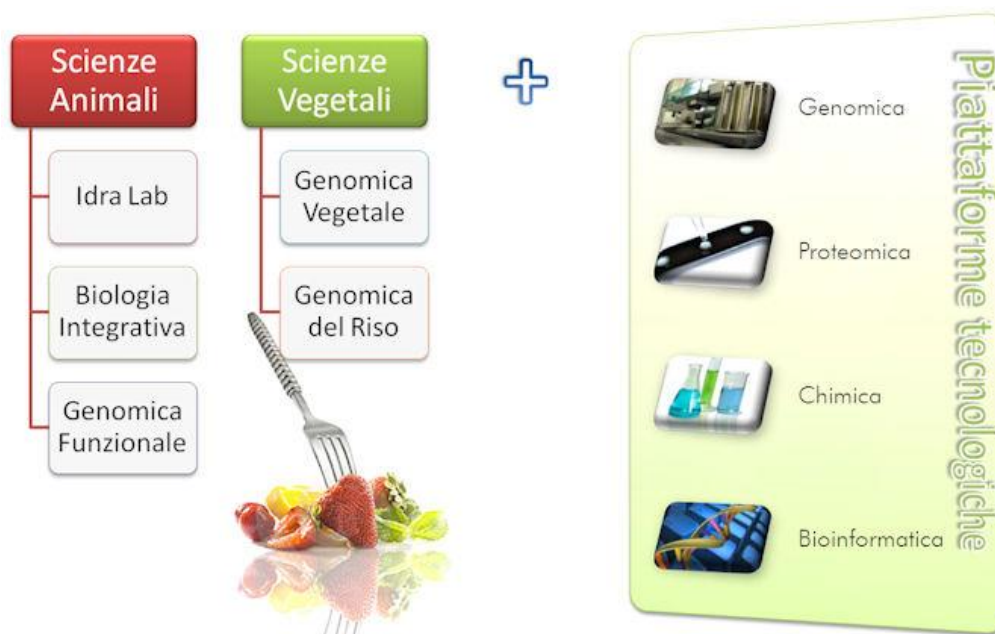 Scienze
Animali
Idra Lab
Biologia
Integrativa
Genomica
Funzionale
Scienze
Vegetali
Genomica
Vegetale
Genomica
del Riso
Genomica
Proteomica
Chimica
Bioinformatica
Piattaforme tecnologiche